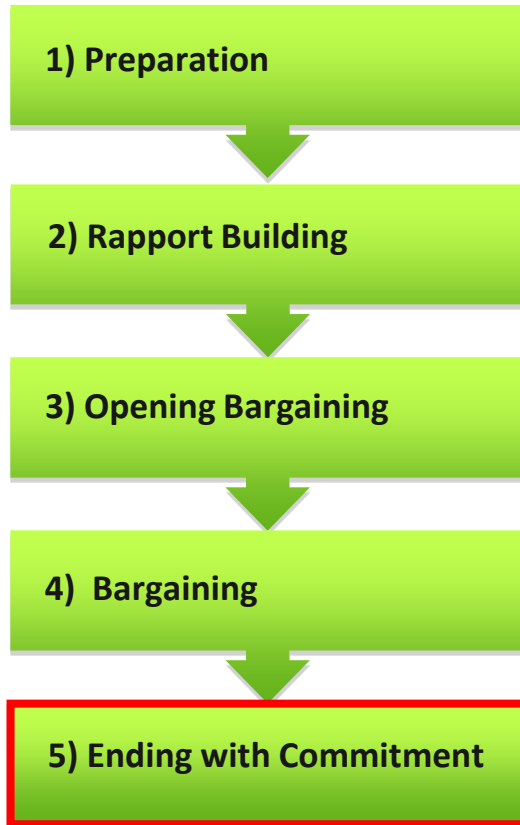 1) Preparation
2) Rapport Building
3) Opening Bargaining
4) Bargaining
5) Ending with Commitment